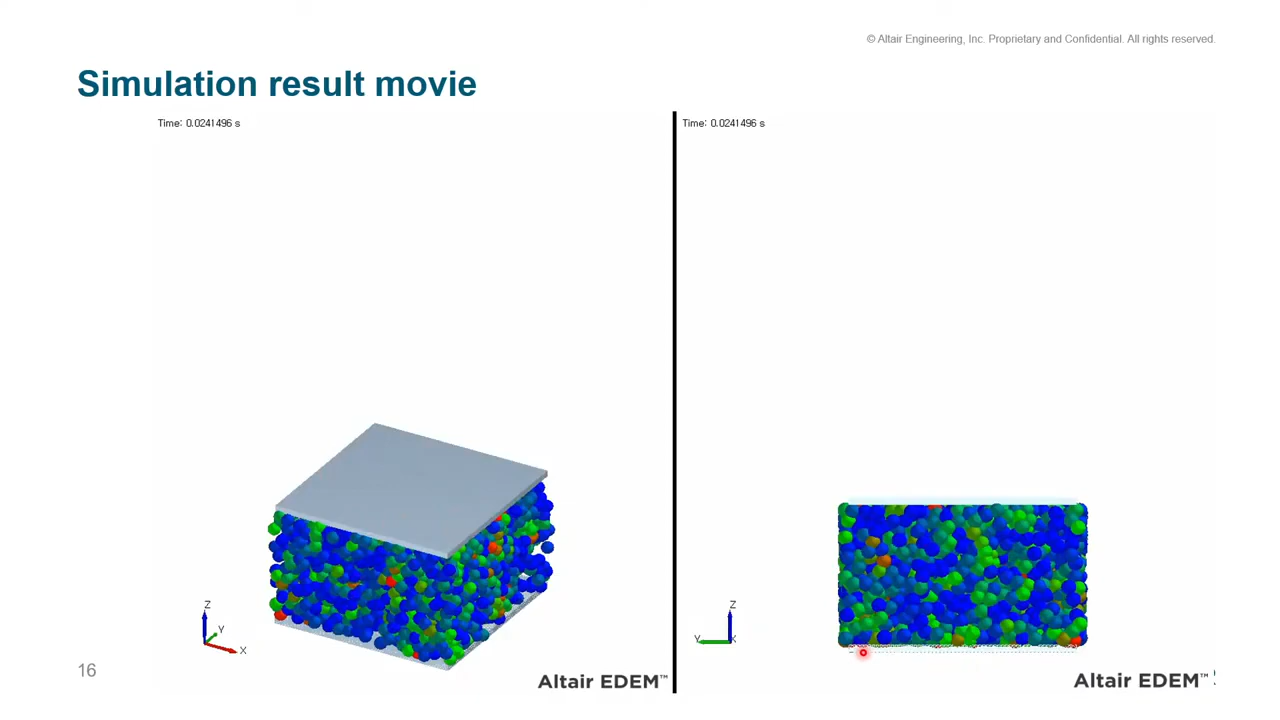 © Altair Engineering, Inc. Proprietary and Confidential. All rights reserved.
Simulation result movie
Time: 0.0241496 s
Time: 0.0241496 s
Z
Y
X
Z
Y
X
16
Altair EDEM™
Altair EDEM™